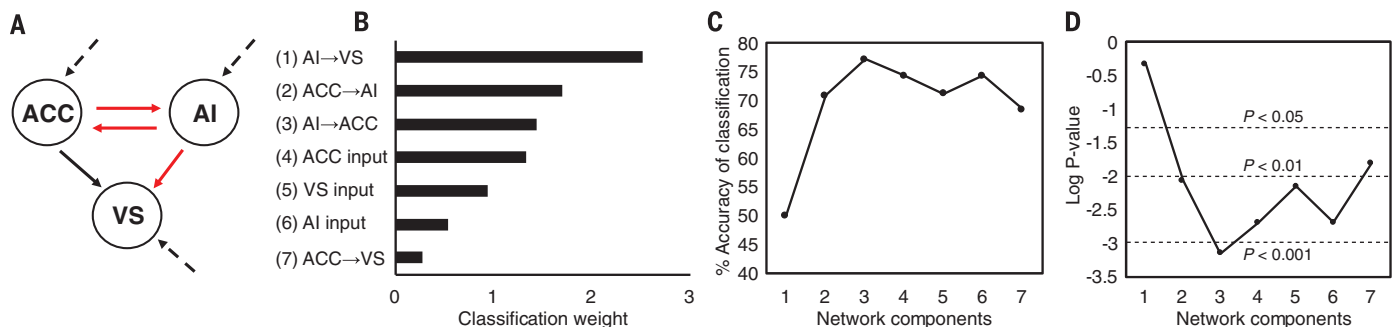 A
ACC
AI
VS
B
(1) AI→VS
(2) ACC→AI
(3) AI→ACC
(4) ACC input
(5) VS input
(6) AI input
(7) ACC→VS
0 1 2 3
Classification weight
C
% Accuracy of classification
80
75
70
65
60
55
50
45
40
1 2 3 4 5 6 7
Network components
D
Log P-value
0
-0.5
-1
-1.5
-2
-2.5
-3
-3.5
P < 0.05
P < 0.01
P < 0.001
1 2 3 4 5 6 7
Network components